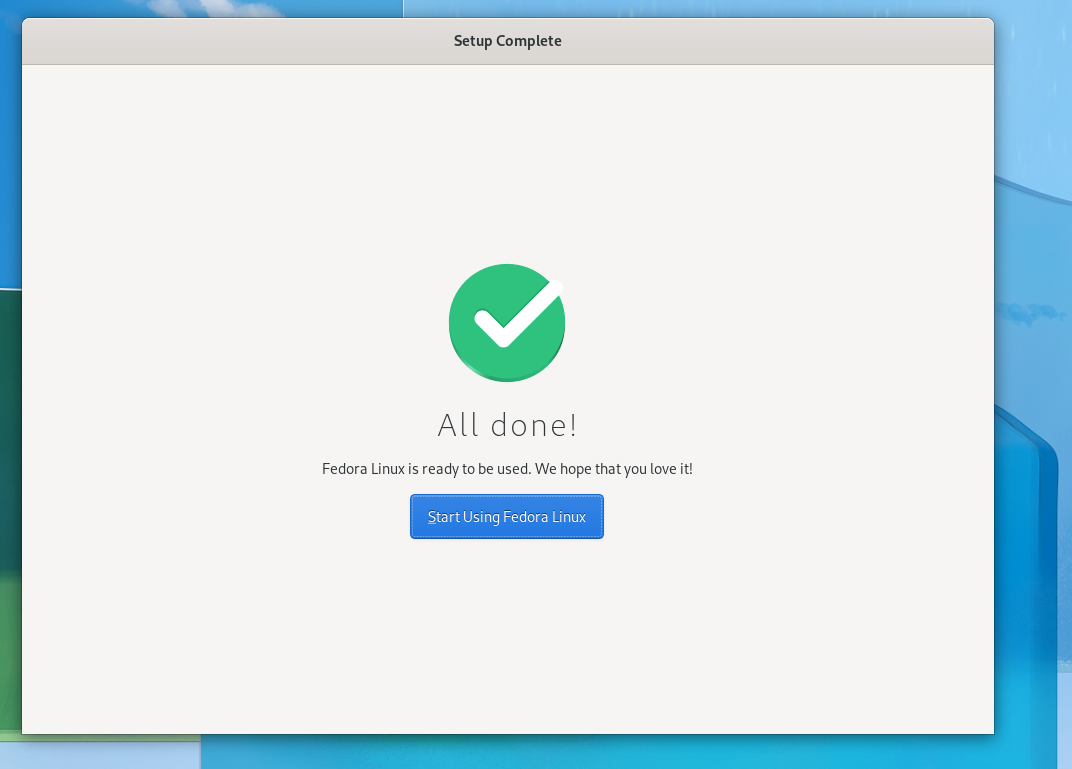 Setup Complete
All done!
Fedora Linux is ready to be used. We hope that you love it!
Start Using Fedora Linux